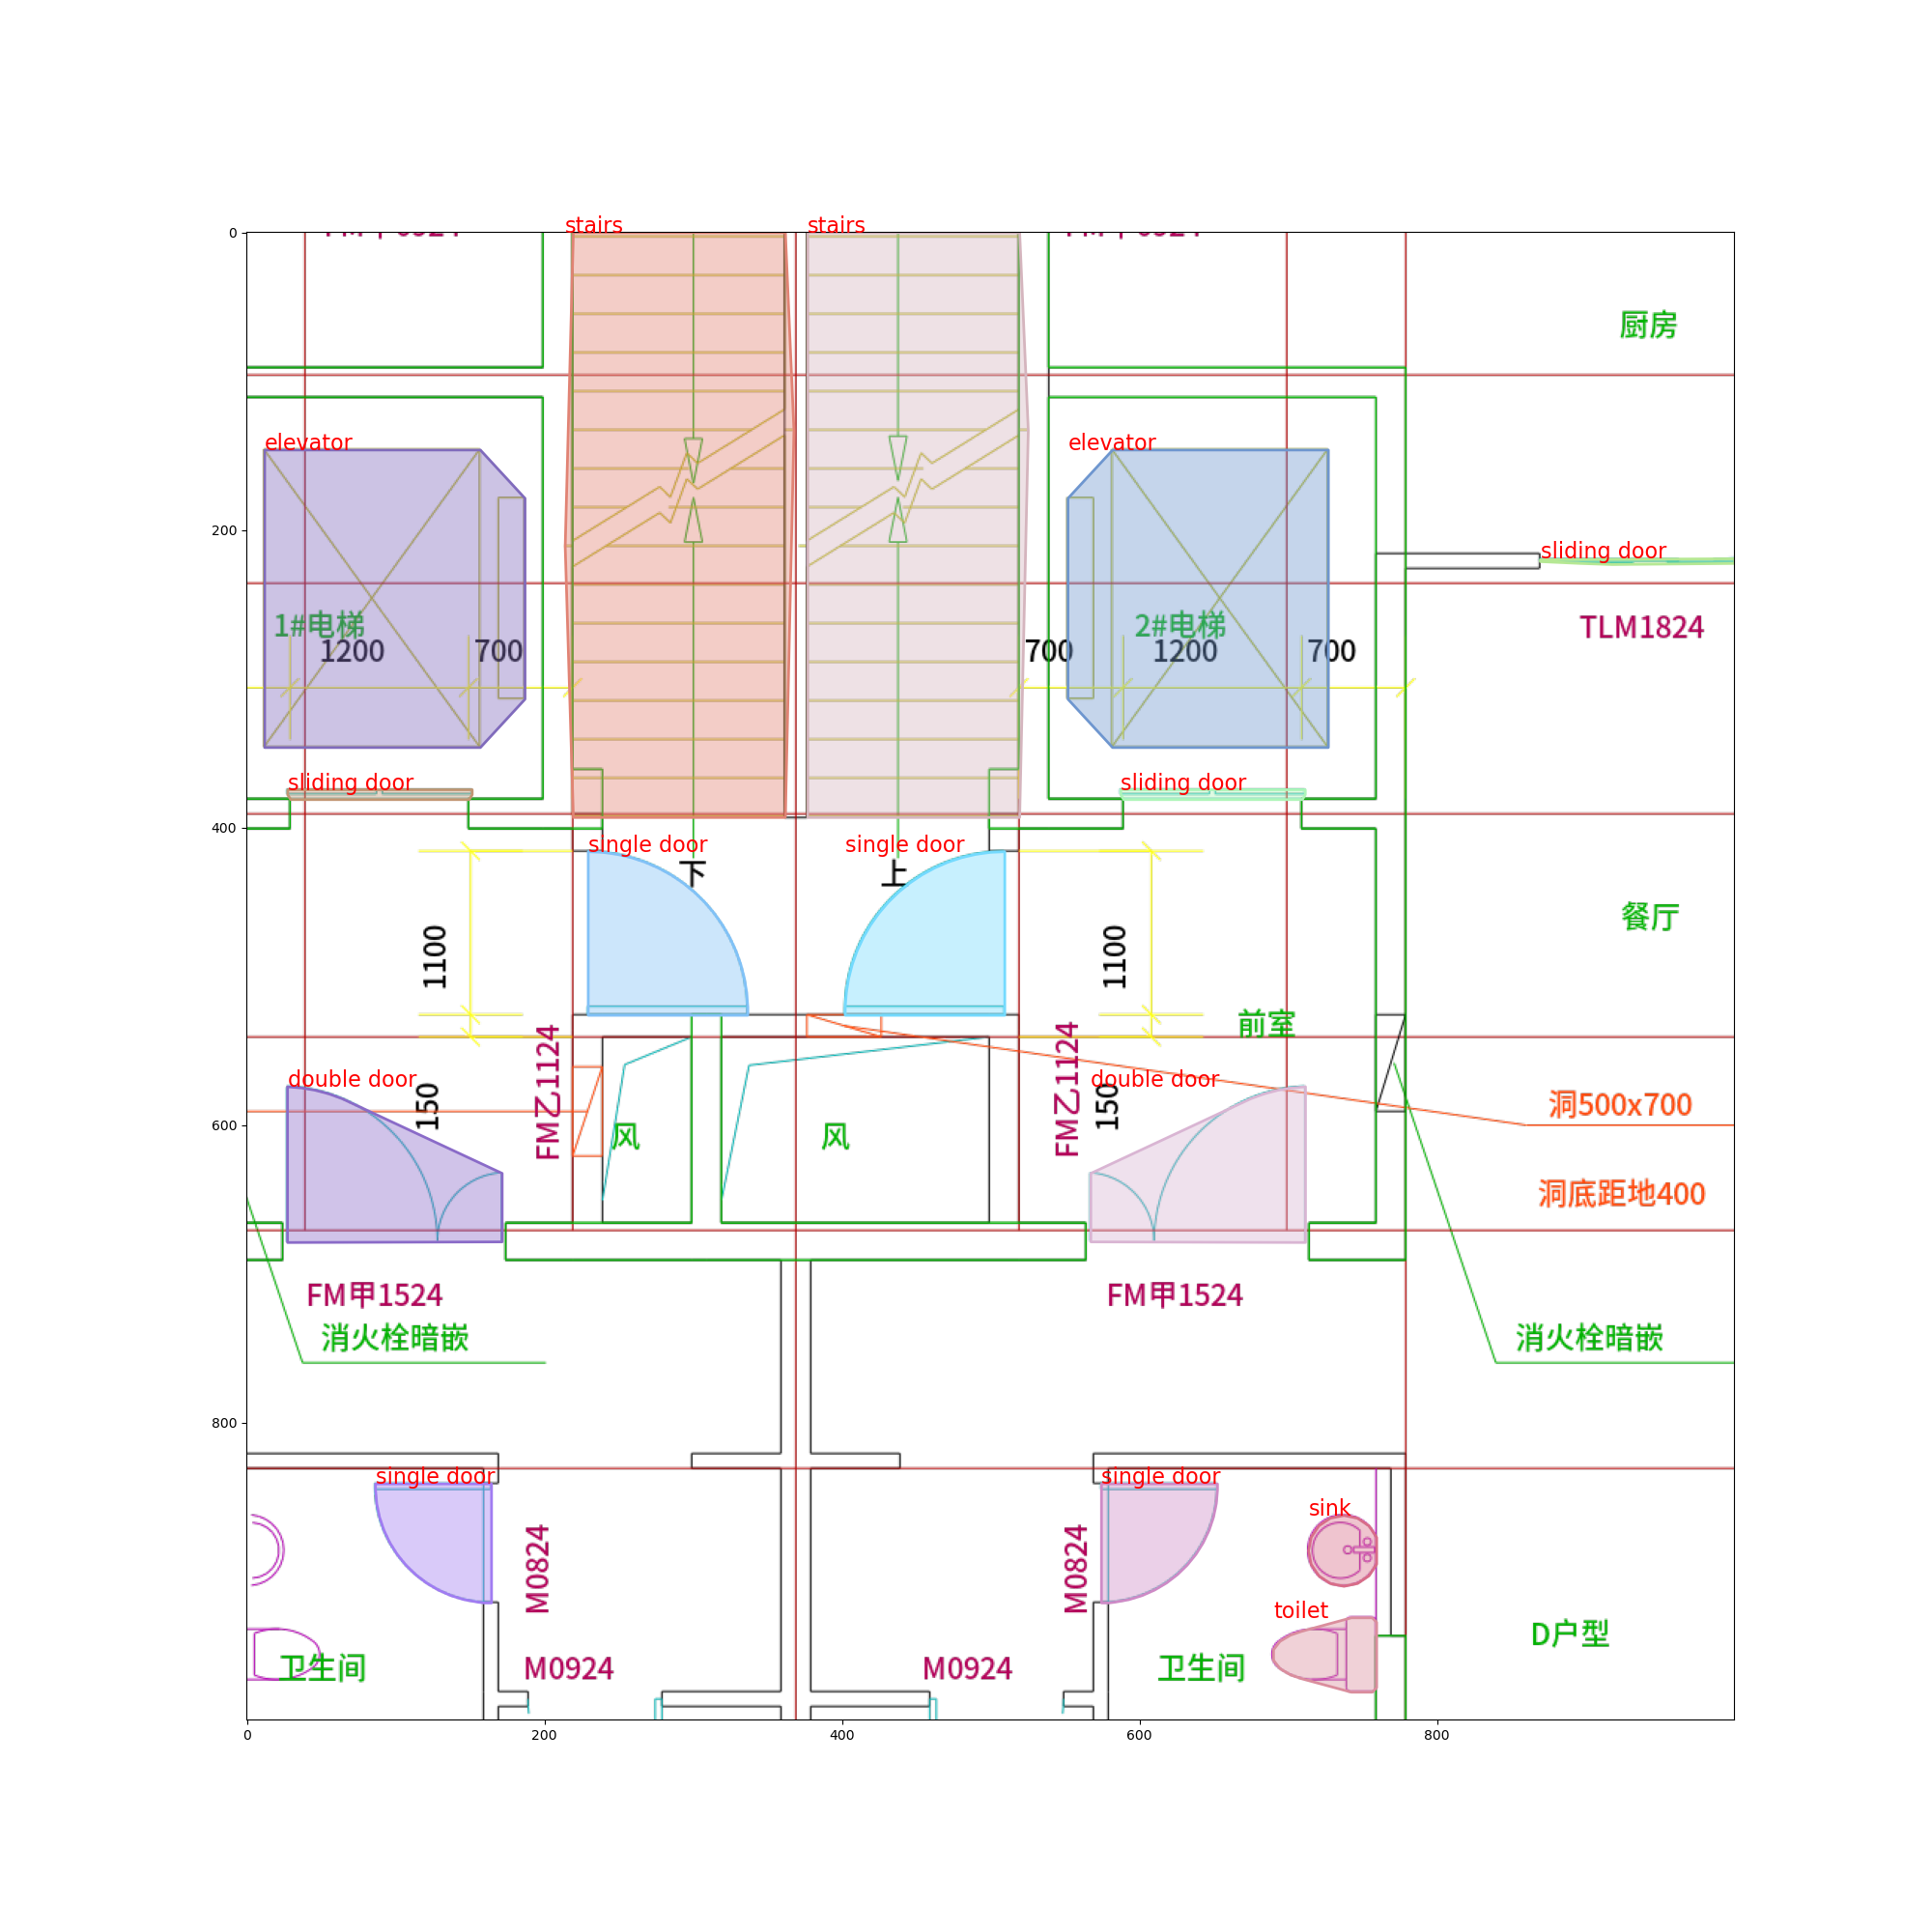 stairs
stairs
0
厨房
elevator
elevator
200
sliding door
1#电梯
2#电梯
TLM1824
1200
700
700
1200
700
sliding door
sliding door
400
single door
single door
下
上
1100
1100
餐厅
前室
FM乙1124
FM乙1124
double door
double door
150
150
洞500x700
600
风
风
洞底距地400
FM甲1524
FM甲1524
消火栓暗嵌
消火栓暗嵌
800
single door
single door
sink
M0824
M0824
toilet
D户型
卫生间
M0924
M0924
卫生间
0
200
400
600
800